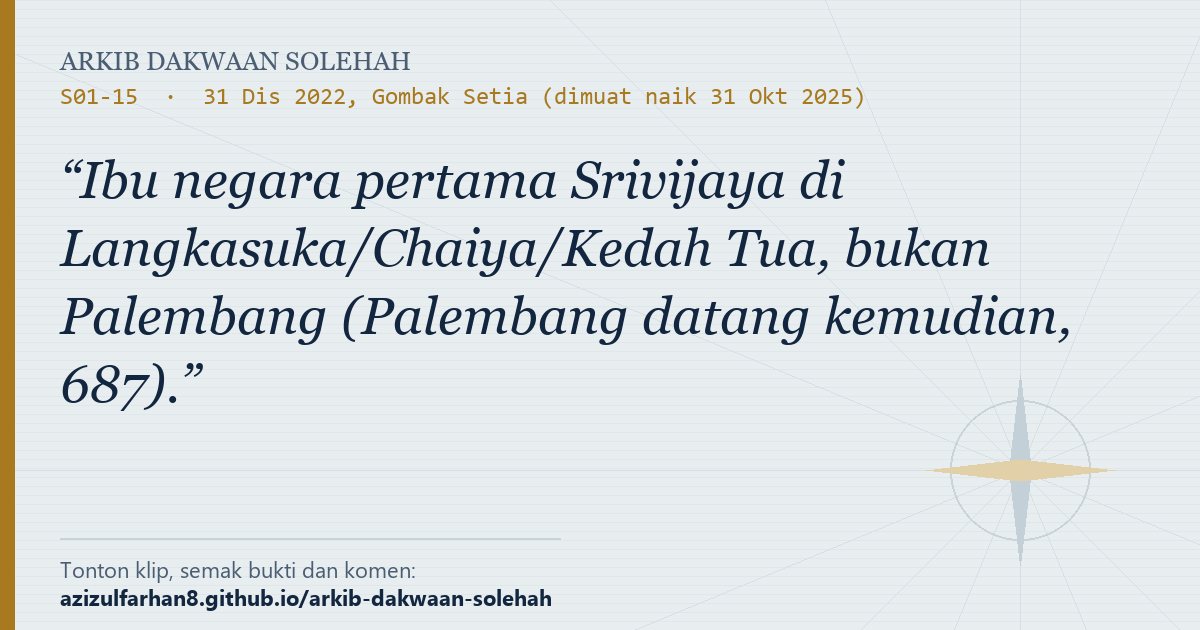 ARKIB DAKWAAN SOLEHAH
S01-15 · 31 Dis 2022, Gombak Setia (dimuat naik 31 Okt 2025)
“Ibu negara pertama Srivijaya di
Langkasuka/Chaiya/Kedah Tua, bukan
Palembang (Palembang datang kemudian,
687).”
Tonton klip, semak bukti dan komen:
azizulfarhan8.github.io/arkib-dakwaan-solehah